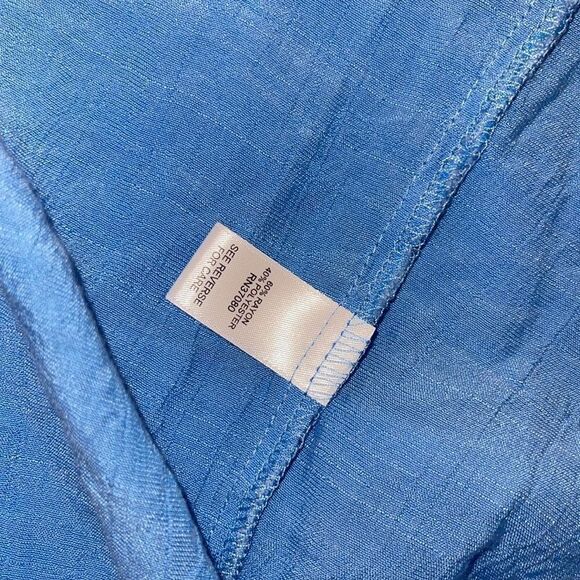 60% RAYON
40% POLYESTER
RN37080
SEE REVERSE
FOR CARE